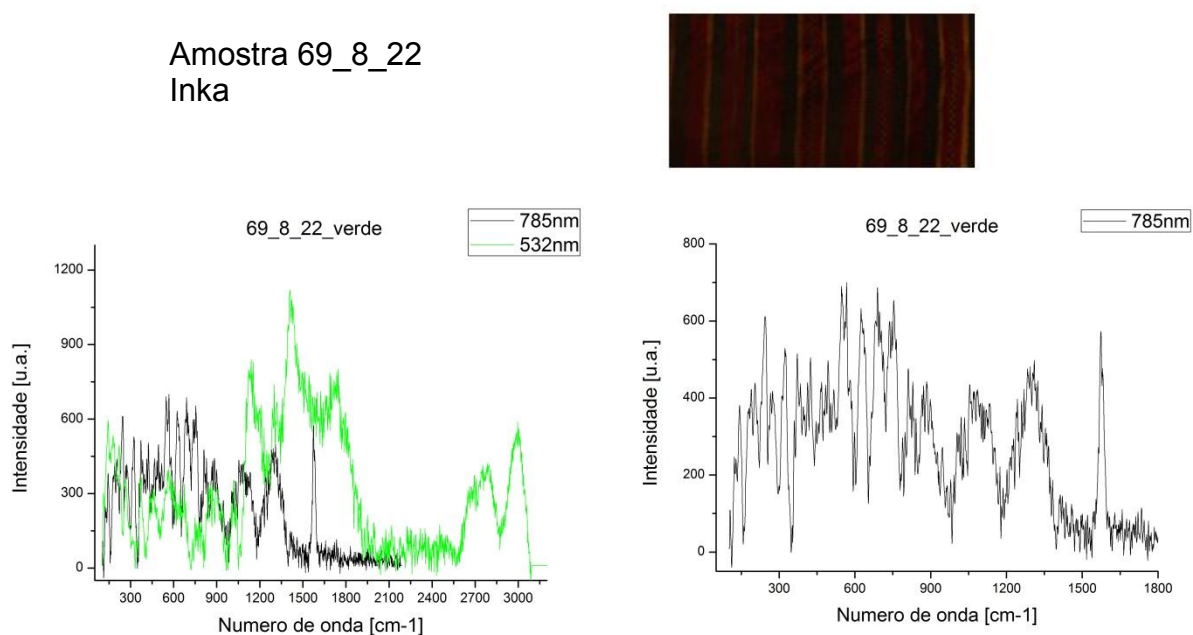 Amostra 69_8_22
Inka
69_8_22_verde
785nm
532nm
1200
900
600
300
0
Intensidade [u.a.]
300 600 900 1200 1500 1800 2100 2400 2700 3000
Numero de onda [cm-1]
69_8_22_verde
785nm
800
600
400
200
0
Intensidade [u.a.]
300 600 900 1200 1500 1800
Numero de onda [cm-1]